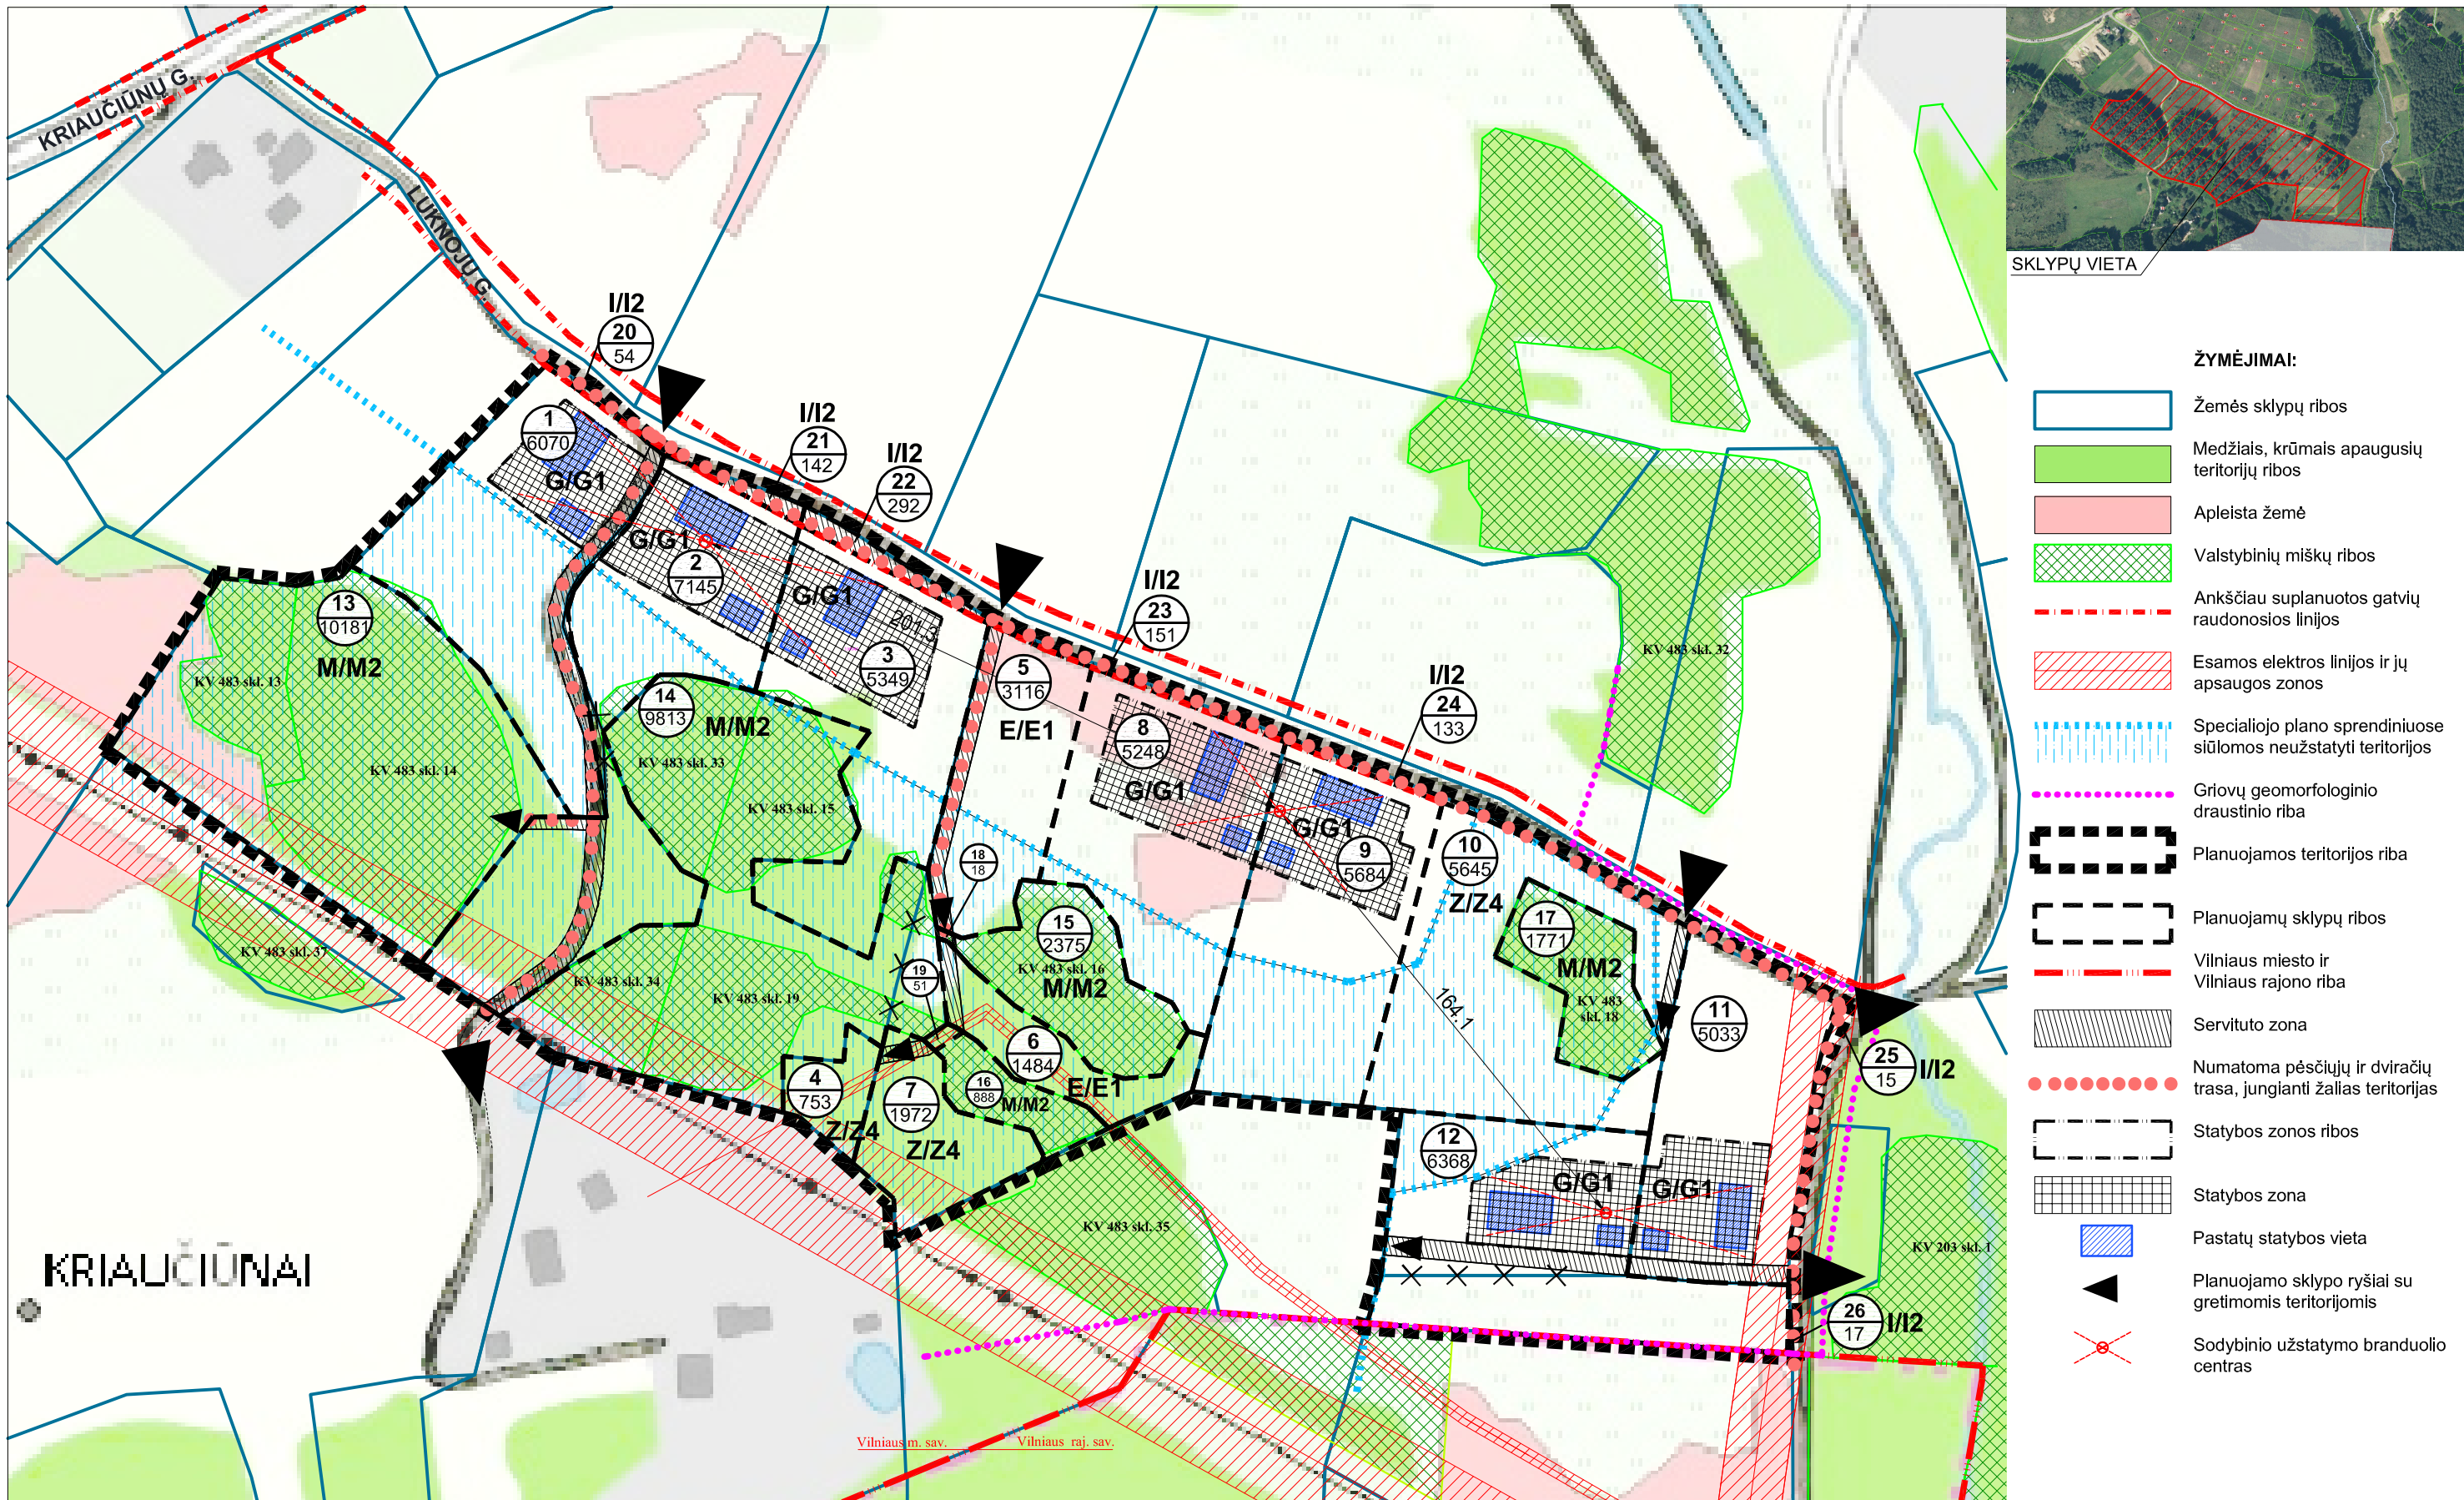 KRIAUČIŪNŲ G.
LUKNOJŲ G.
I/I2
20
54
I/I2
21
142
I/I2
22
292
I/I2
23
151
I/I2
24
133
1
6070
G/G1
G/G1
2
7145
G/G1
201.3
3
5349
5
3116
E/E1
8
5248
G/G1
G/G1
9
5684
10
5645
Z/Z4
13
10181
M/M2
KV 483 skl. 13
KV 483 skl. 14
14
9813
M/M2
KV 483 skl. 33
KV 483 skl. 15
KV 483 skl. 32
18
18
15
2375
KV 483 skl. 16
M/M2
17
1771
M/M2
KV 483
skl. 18
164.1
11
5033
19
51
KV 483 skl. 37
KV 483 skl. 34
KV 483 skl. 19
6
1484
E/E1
4
753
Z/Z4
7
1972
Z/Z4
16
888
M/M2
25
15
I/I2
12
6368
G/G1
G/G1
KV 483 skl. 35
KV 203 skl. 1
26
17
I/I2
KRIAUČIŪNAI
Vilniaus m. sav.
Vilniaus raj. sav.
SKLYPŲ VIETA
ŽYMĖJIMAI:
Žemės sklypų ribos
Medžiais, krūmais apaugusių
teritorijų ribos
Apleista žemė
Valstybinių miškų ribos
Ankščiau suplanuotos gatvių
raudonosios linijos
Esamos elektros linijos ir jų
apsaugos zonos
Specialiojo plano sprendiniuose
siūlomos neužstatyti teritorijos
Griovų geomorfologinio
draustinio riba
Planuojamos teritorijos riba
Planuojamų sklypų ribos
Vilniaus miesto ir
Vilniaus rajono riba
Servituto zona
Numatoma pėsčiųjų ir dviračių
trasa, jungianti žalias teritorijas
Statybos zonos ribos
Statybos zona
Pastatų statybos vieta
Planuojamo sklypo ryšiai su
gretimomis teritorijomis
Sodybinio užstatymo branduolio
centras